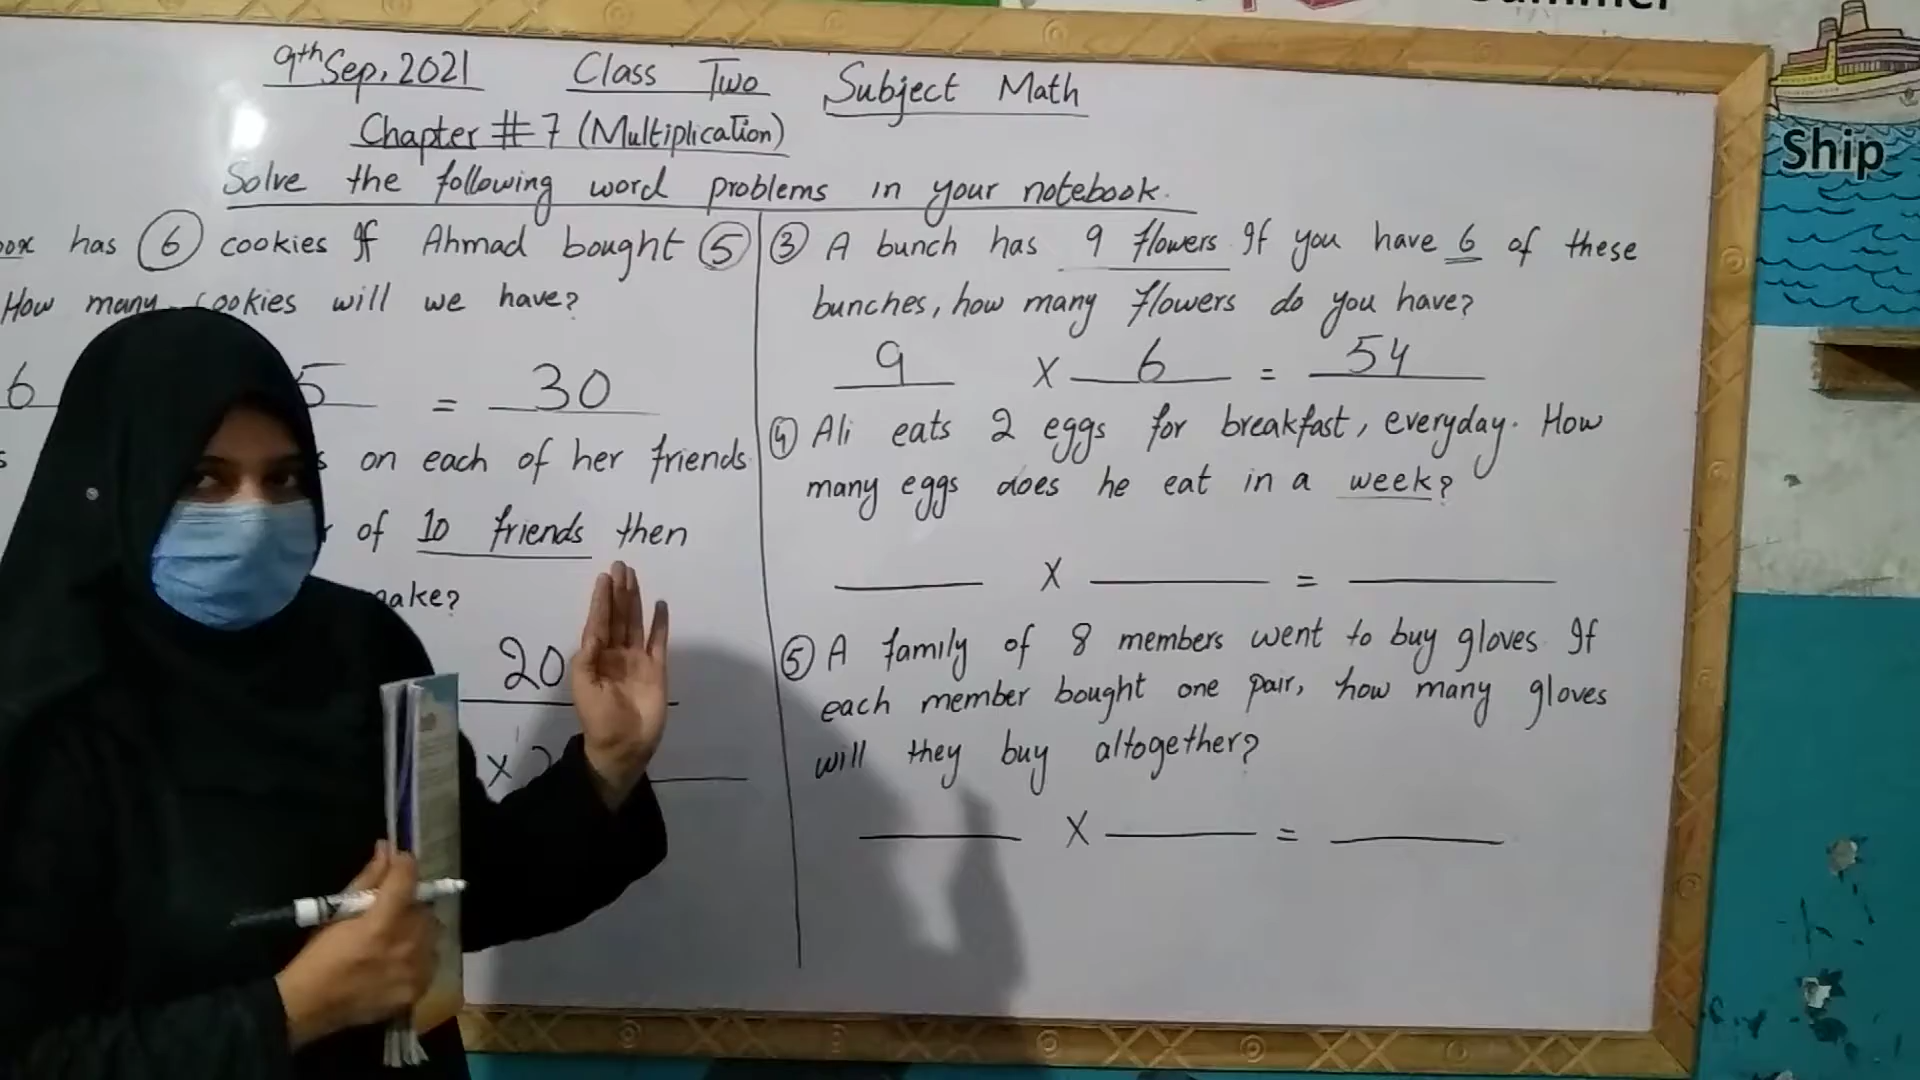 9th Sep, 2021 Class Two Subject Math
Chapter # 7 (Multiplication)
Solve the following word problems in your notebook.
has 6 cookies If Ahmad bought 5
How many cookies will we have?
6 5 = 30
on each of her friends
of 10 friends then
make?
20
x 2
3 A bunch has 9 flowers If you have 6 of these
bunches, how many flowers do you have?
9 x 6 = 54
4 Ali eats 2 eggs for breakfast, everyday. How
many eggs does he eat in a week?
x =
5 A family of 8 members went to buy gloves If
each member bought one pair, how many gloves
will they buy altogether?
x =
Ship